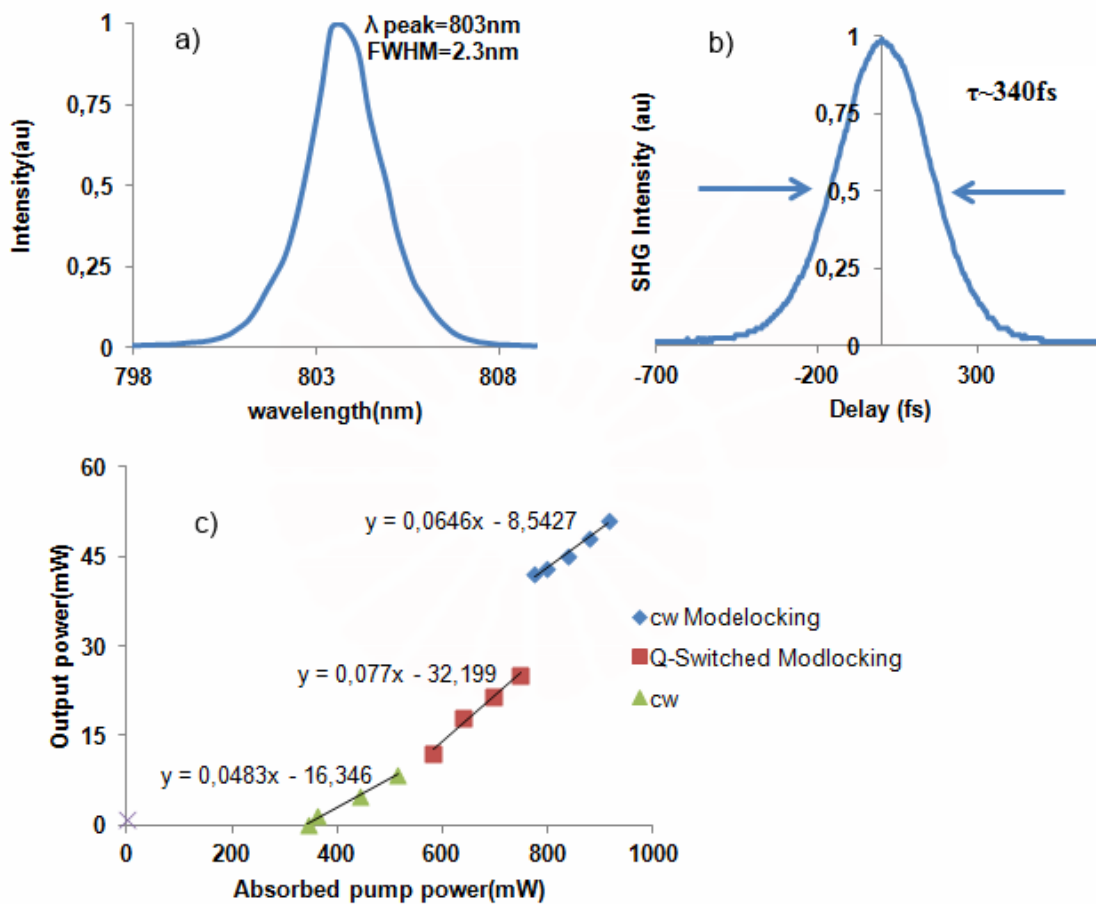 a)
λ peak=803nm
FWHM=2.3nm
Intensity(au)
1
0,75
0,5
0,25
0
798
803
808
wavelength(nm)
b)
τ~340fs
SHG Intensity (au)
1
0,75
0,5
0,25
0
-700
-200
300
Delay (fs)
c)
Output power(mW)
60
45
30
15
0
y = 0,0646x - 8,5427
y = 0,077x - 32,199
y = 0,0483x - 16,346
cw Modelocking
Q-Switched Modlocking
cw
0
200
400
600
800
1000
Absorbed pump power(mW)